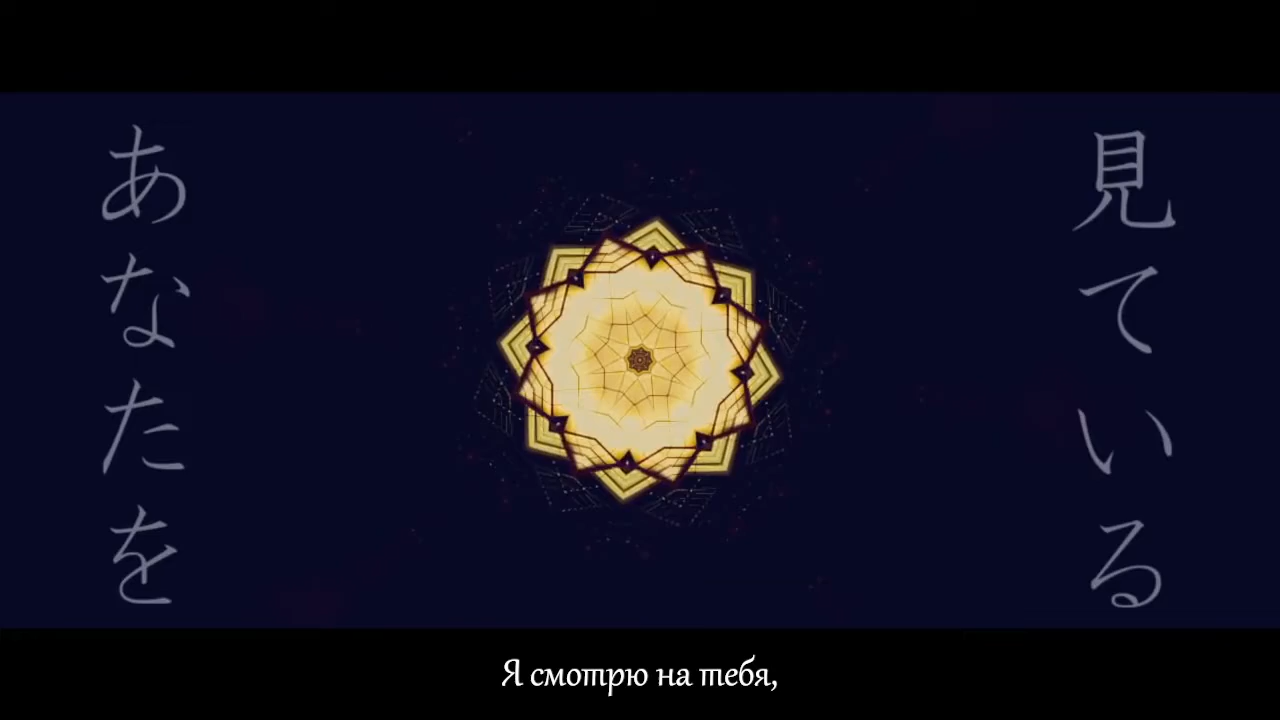 あなたを
見ている
Я смотрю на тебя,